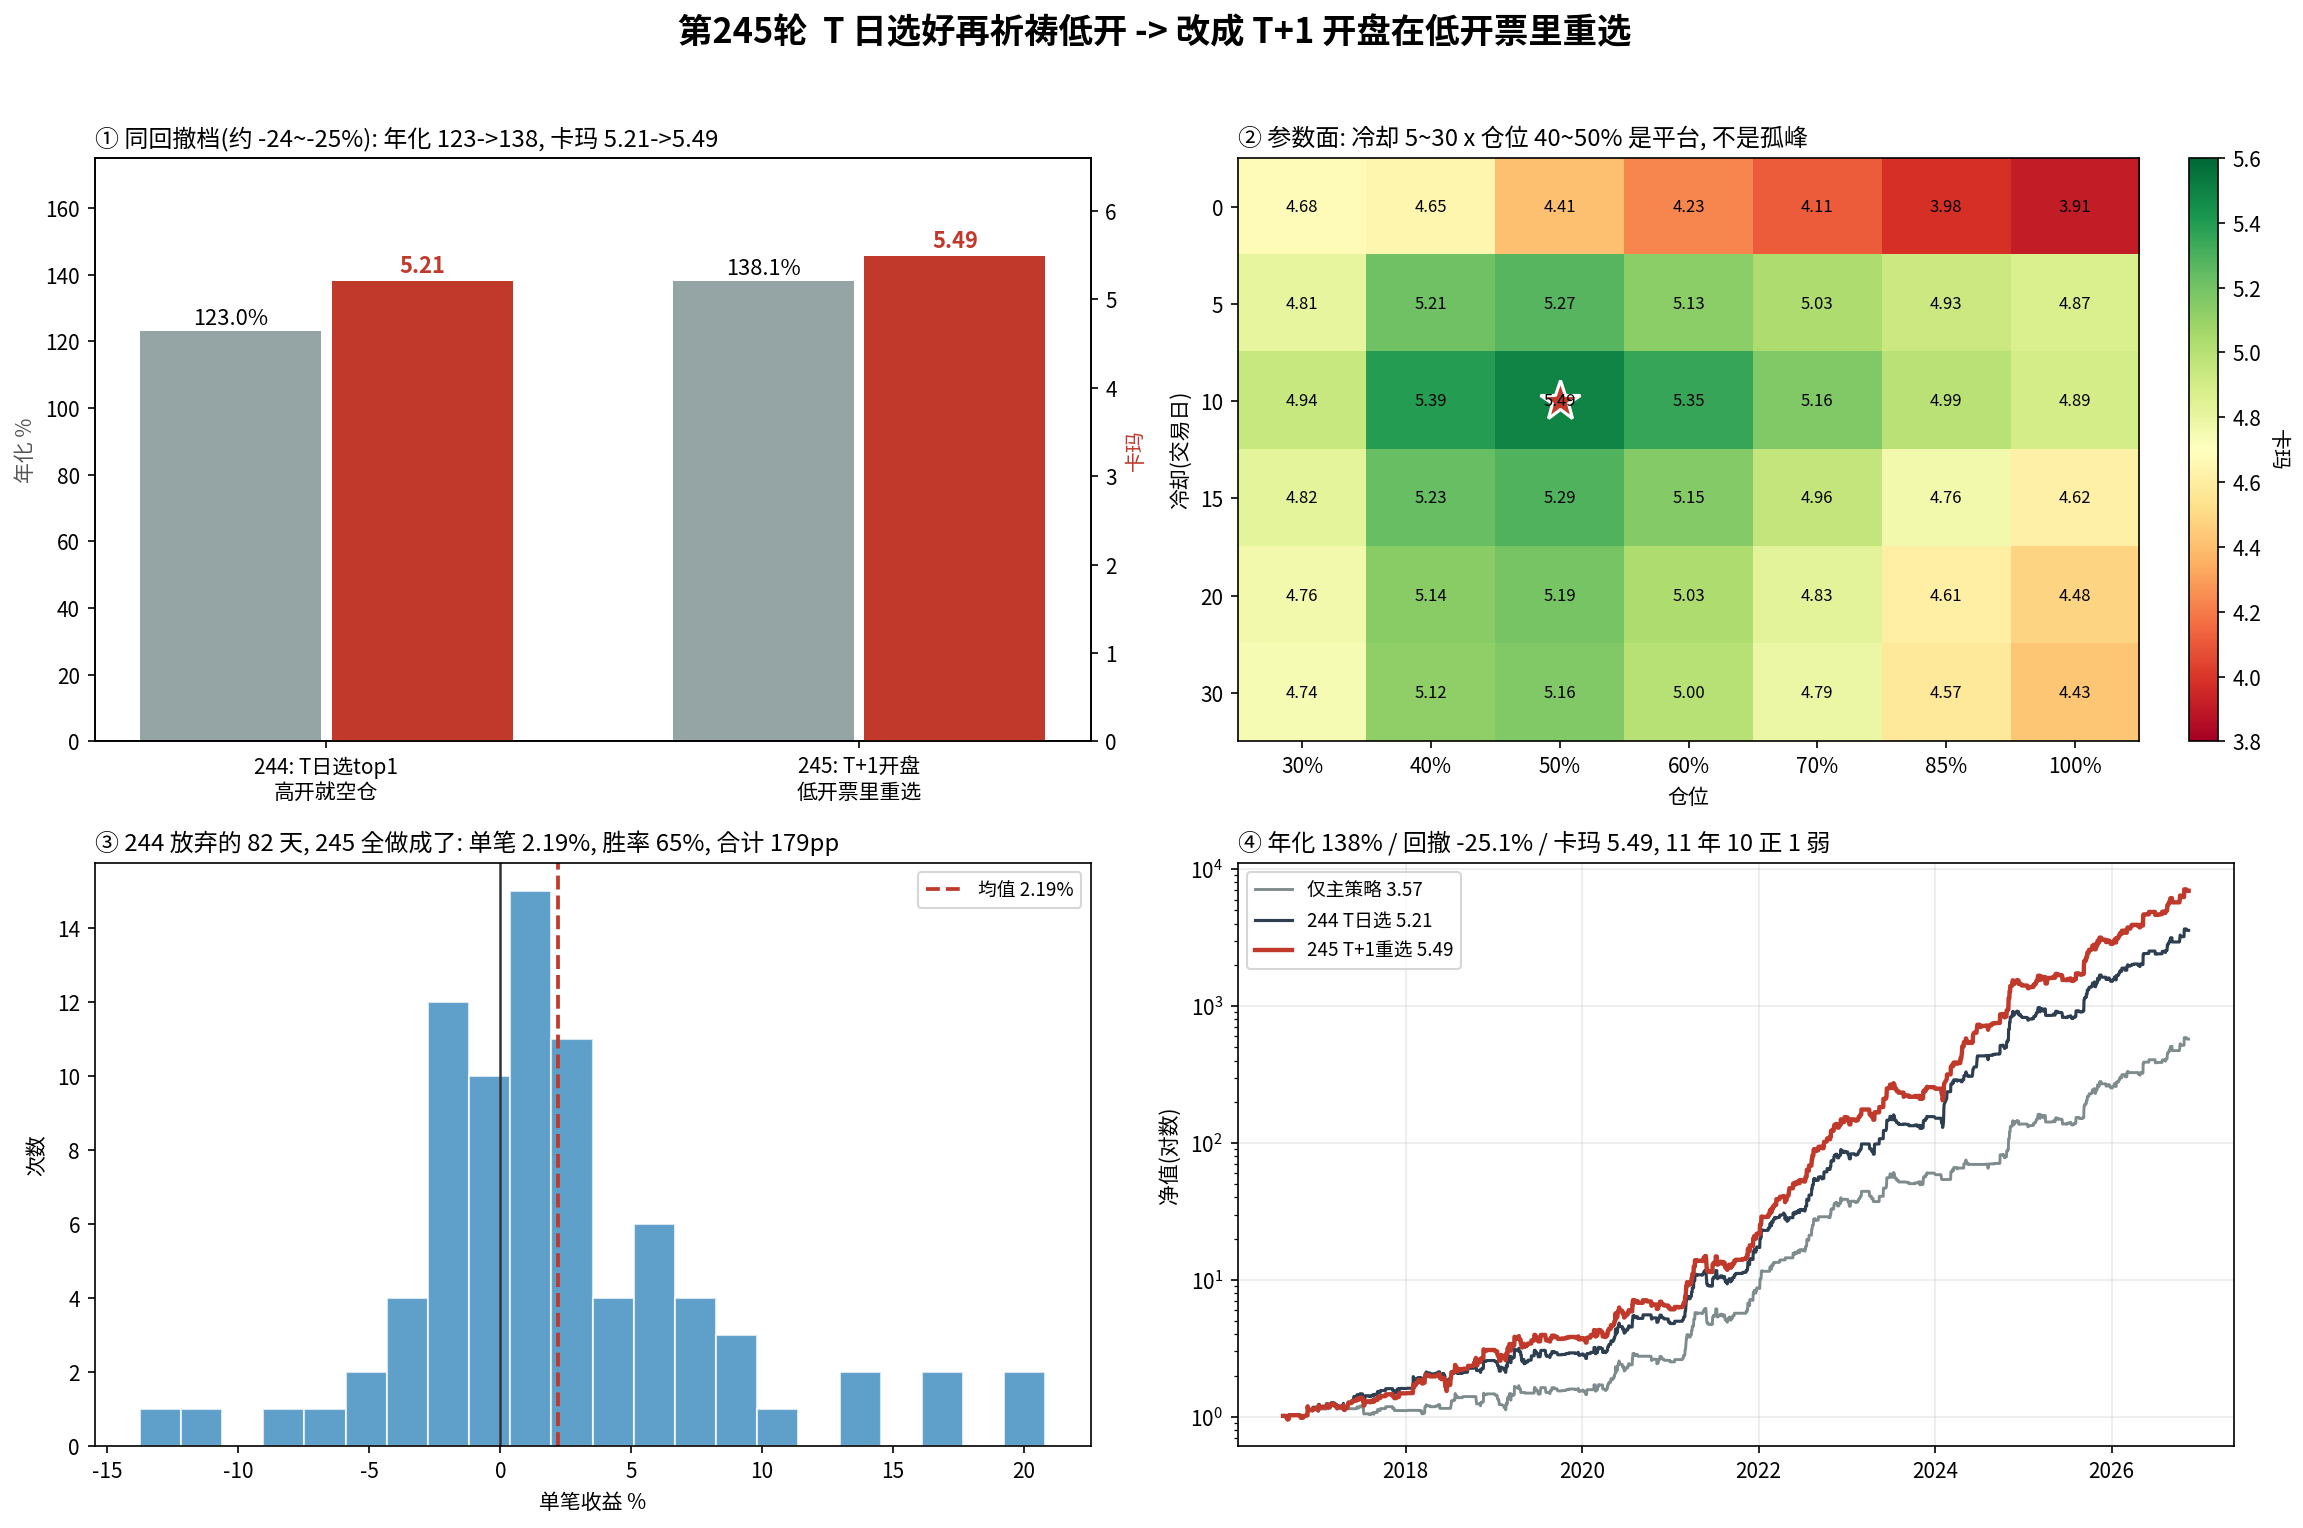 第245轮 T 日选好再祈祷低开 -> 改成 T+1 开盘在低开票里重选
① 同回撤档(约 -24~-25%): 年化 123->138, 卡玛 5.21->5.49
160
140
120
100
80
60
40
20
0
年化 %
123.0%
5.21
138.1%
5.49
6
5
4
3
2
1
0
卡玛
244: T日选top1
高开就空仓
245: T+1开盘
低开票里重选
② 参数面: 冷却 5~30 x 仓位 40~50% 是平台, 不是孤峰
冷却(交易日)
0 4.68 4.65 4.41 4.23 4.11 3.98 3.91
5 4.81 5.21 5.27 5.13 5.03 4.93 4.87
10 4.94 5.39 5.49 5.35 5.16 4.99 4.89
15 4.82 5.23 5.29 5.15 4.96 4.76 4.62
20 4.76 5.14 5.19 5.03 4.83 4.61 4.48
30 4.74 5.12 5.16 5.00 4.79 4.57 4.43
30% 40% 50% 60% 70% 85% 100%
仓位
5.6
5.4
5.2
5.0
4.8
4.6
4.4
4.2
4.0
3.8
卡玛
③ 244 放弃的 82 天, 245 全做成了: 单笔 2.19%, 胜率 65%, 合计 179pp
均值 2.19%
14
12
10
8
6
4
2
0
次数
-15 -10 -5 0 5 10 15 20
单笔收益 %
④ 年化 138% / 回撤 -25.1% / 卡玛 5.49, 11 年 10 正 1 弱
仅主策略 3.57
244 T日选 5.21
245 T+1重选 5.49
10⁴
10³
10²
10¹
10⁰
净值(对数)
2018 2020 2022 2024 2026